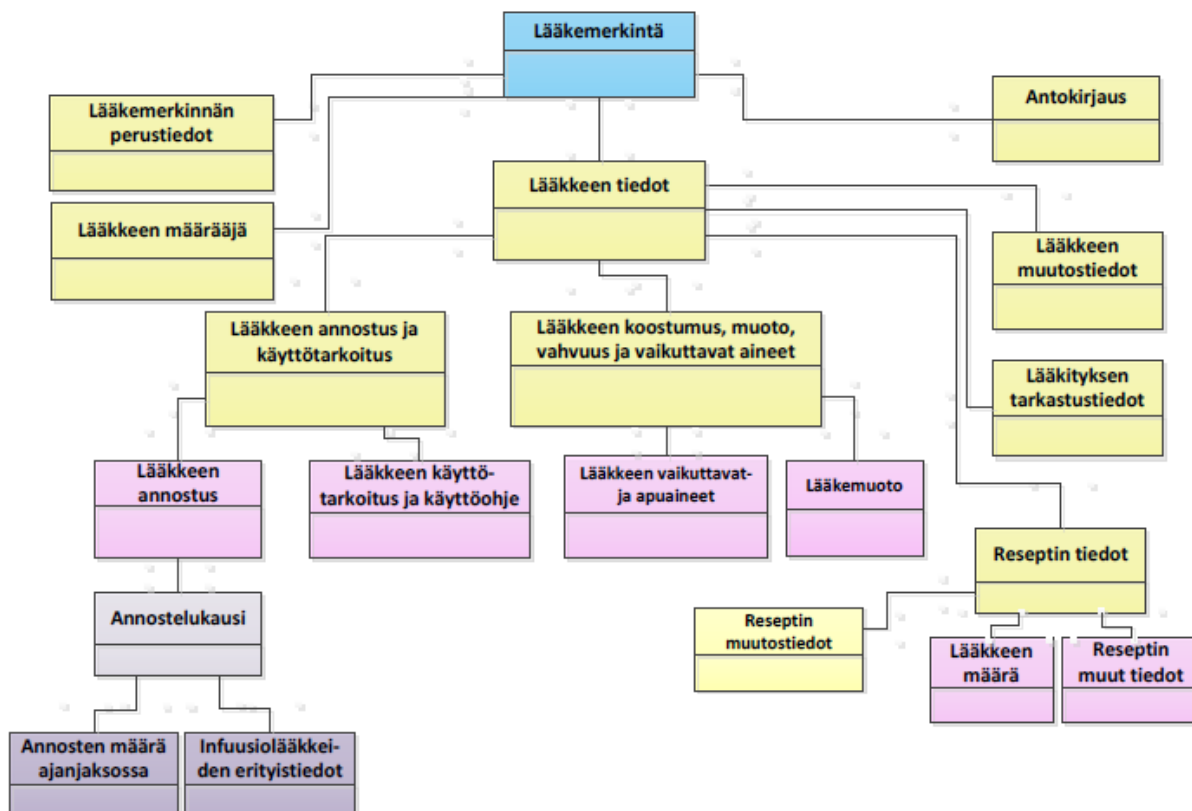 Lääkemerkintä
Lääkemerkinnän
perustiedot
Antokirjaus
Lääkkeen tiedot
Lääkkeen määrääjä
Lääkkeen
muutostiedot
Lääkkeen annostus ja
käyttötarkoitus
Lääkkeen koostumus, muoto,
vahvuus ja vaikuttavat aineet
Lääkityksen
tarkastustiedot
Lääkkeen
annostus
Lääkkeen käyttö-
tarkoitus ja käyttöohje
Lääkkeen vaikuttavat-
ja apuaineet
Lääkemuoto
Reseptin tiedot
Annostelukausi
Reseptin
muutostiedot
Lääkkeen
määrä
Reseptin
muut tiedot
Annosten määrä
ajanjaksossa
Infuusiolääkkei-
den erityistiedot